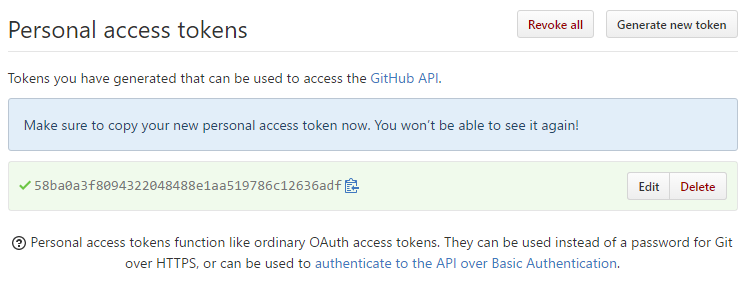 Personal access tokens
Revoke all
Generate new token
Tokens you have generated that can be used to access the GitHub API.
Make sure to copy your new personal access token now. You won't be able to see it again!
58ba0a3f8094322048488e1aa519786c12636adf
Edit
Delete
Personal access tokens function like ordinary OAuth access tokens. They can be used instead of a password for Git
over HTTPS, or can be used to authenticate to the API over Basic Authentication.